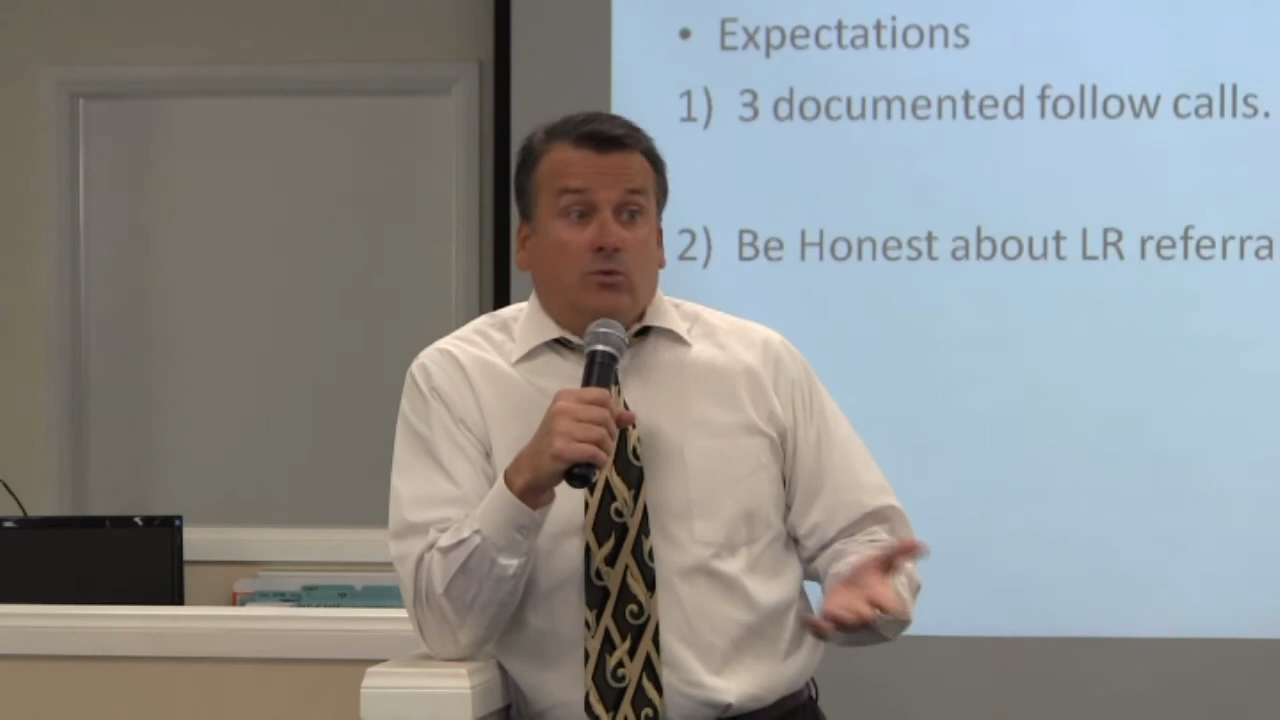 • Expectations
1) 3 documented follow calls.
2) Be Honest about LR referra